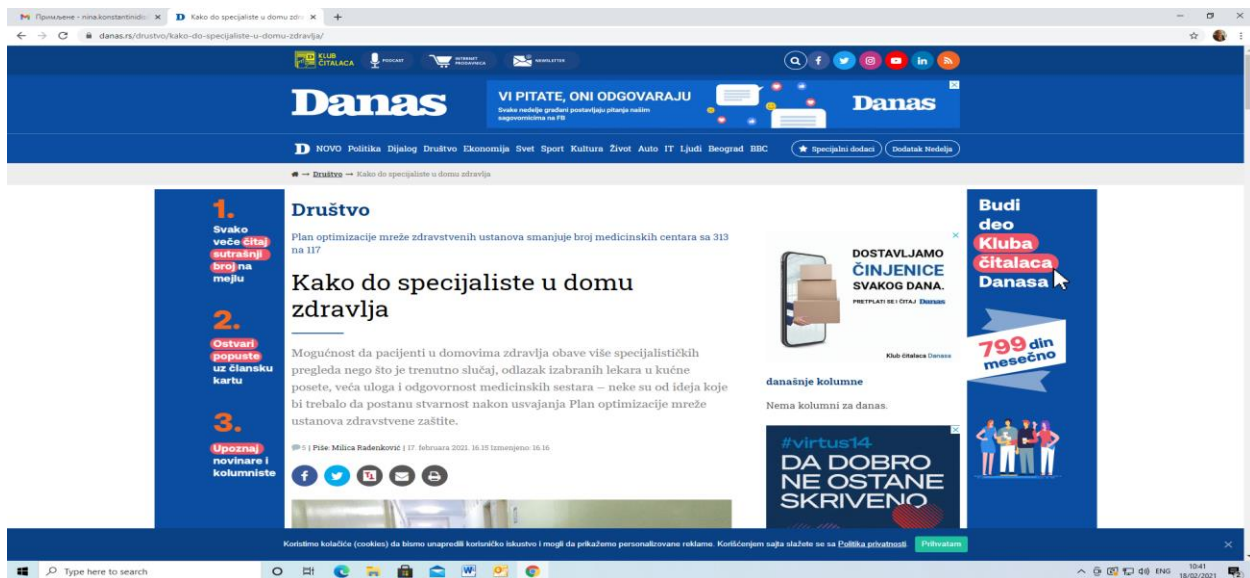 Примљене - nina.konstantinido
Kako do specijaliste u domu zdr
danas.rs/drustvo/kako-do-specijaliste-u-domu-zdravlja/
KLUB
ČITALACA
PODCAST
INTERNET
PRODAVNICA
NEWSLETTER
Danas
VI PITATE, ONI ODGOVARAJU
Svake nedelje građani postavljaju pitanja našim
sagovornicima na FB
Danas
NOVO Politika Dijalog Društvo Ekonomija Svet Sport Kultura Život Auto IT Ljudi Beograd BBC
Specijalni dodaci
Dodatak Nedelja
→ Društvo → Kako do specijaliste u domu zdravlja
1.
Svako
veče čitaj
sutrašnji
broj na
mejlu
2.
Ostvari
popuste
uz člansku
kartu
3.
Upoznaj
novinare i
kolumniste
Društvo
Plan optimizacije mreže zdravstvenih ustanova smanjuje broj medicinskih centara sa 313
na 117
Kako do specijaliste u domu
zdravlja
Mogućnost da pacijenti u domovima zdravlja obave više specijalističkih
pregleda nego što je trenutno slučaj, odlazak izabranih lekara u kućne
posete, veća uloga i odgovornost medicinskih sestara – neke su od ideja koje
bi trebalo da postanu stvarnost nakon usvajanja Plan optimizacije mreže
ustanova zdravstvene zaštite.
5 | Piše: Milica Radenković | 17. februara 2021. 16.15 Izmenjeno: 16.16
DOSTAVLJAMO
ČINJENICE
SVAKOG DANA.
PRETPLATI SE I ČITAJ Danas
Klub čitalaca Danasa
današnje kolumne
Nema kolumni za danas.
#virtus14
DA DOBRO
NE OSTANE
SKRIVENO
Budi
deo
Kluba
čitalaca
Danasa
799 din
mesečno
Koristimo kolačiće (cookies) da bismo unapredili korisničko iskustvo i mogli da prikažemo personalizovane reklame. Korišćenjem sajta slažete se sa Politika privatnosti.
Prihvatam
Type here to search
ENG
10:41
18/02/2021